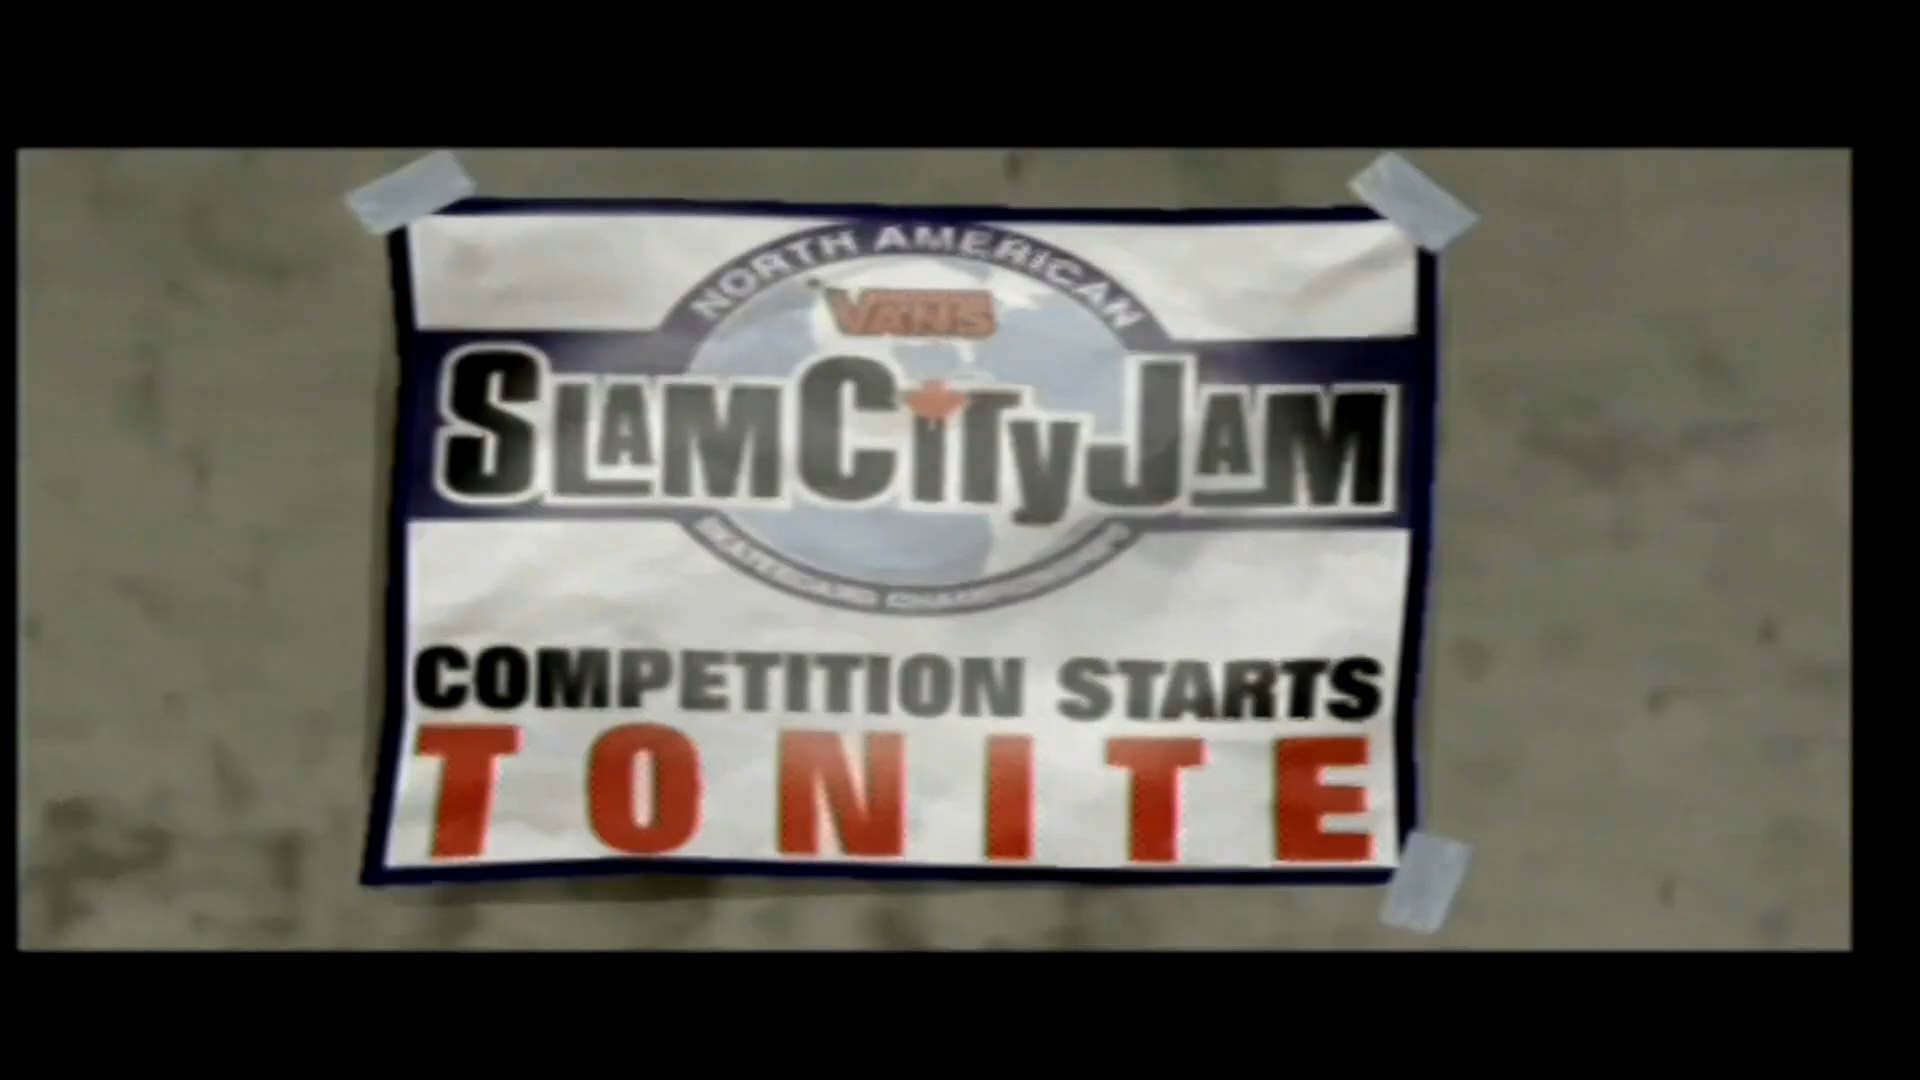 NORTH AMERICAN
VANS
SLAMCITYJAM
COMPETITION STARTS
TONITE